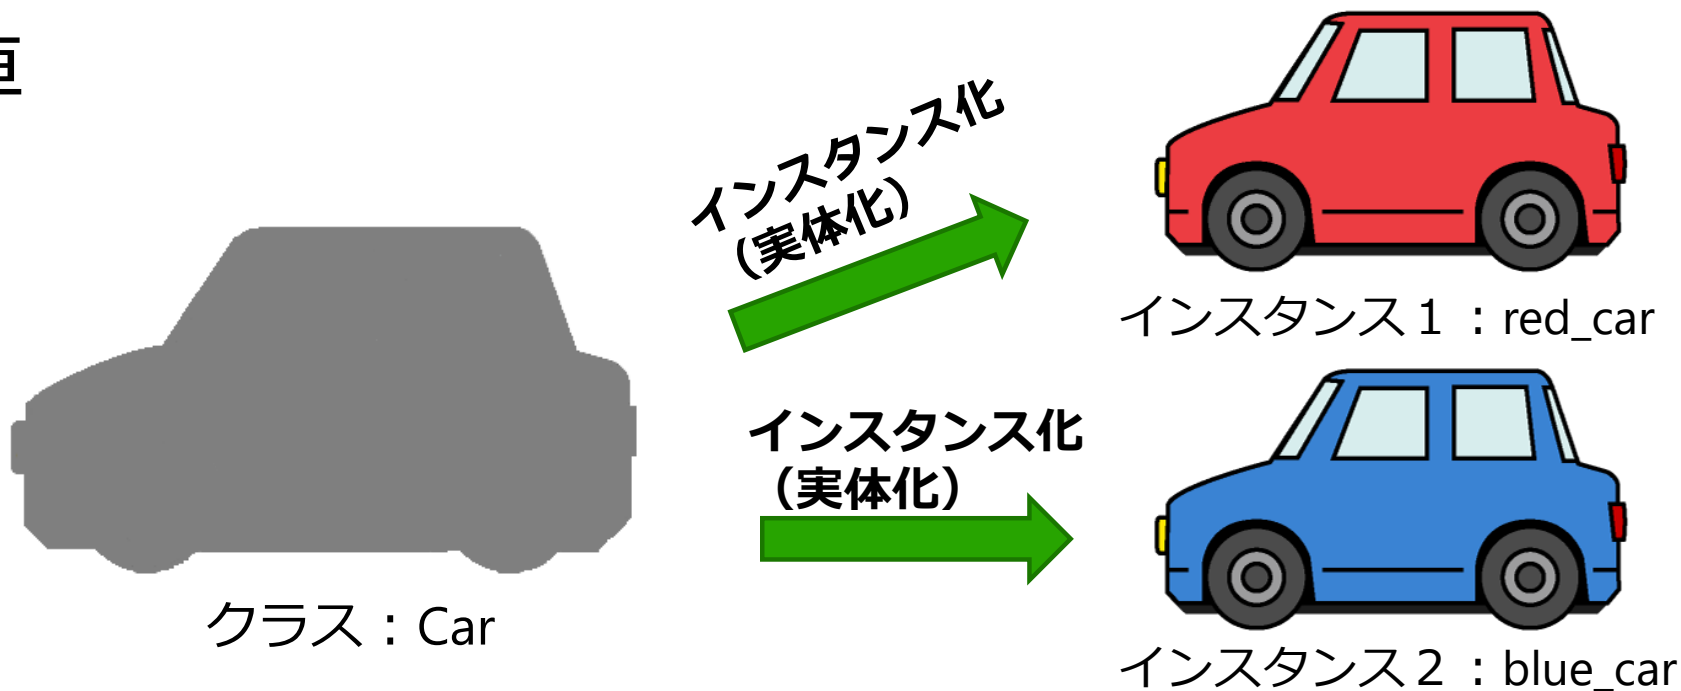 車
インスタンス化
（実体化）
インスタンス１：red_car
インスタンス化
（実体化）
クラス：Car
インスタンス２：blue_car